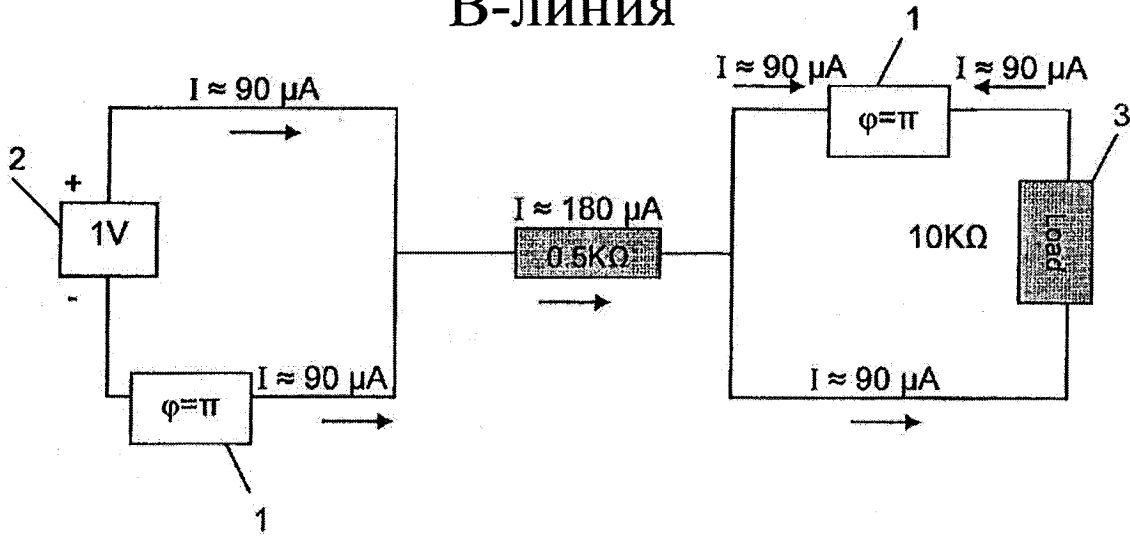 В-линия
1
I ≈ 90 µA
I ≈ 90 µA
I ≈ 90 µA
φ=π
3
2
+
1V
-
I ≈ 180 µA
0.5KΩ
10KΩ
Load
I ≈ 90 µA
φ=π
I ≈ 90 µA
1